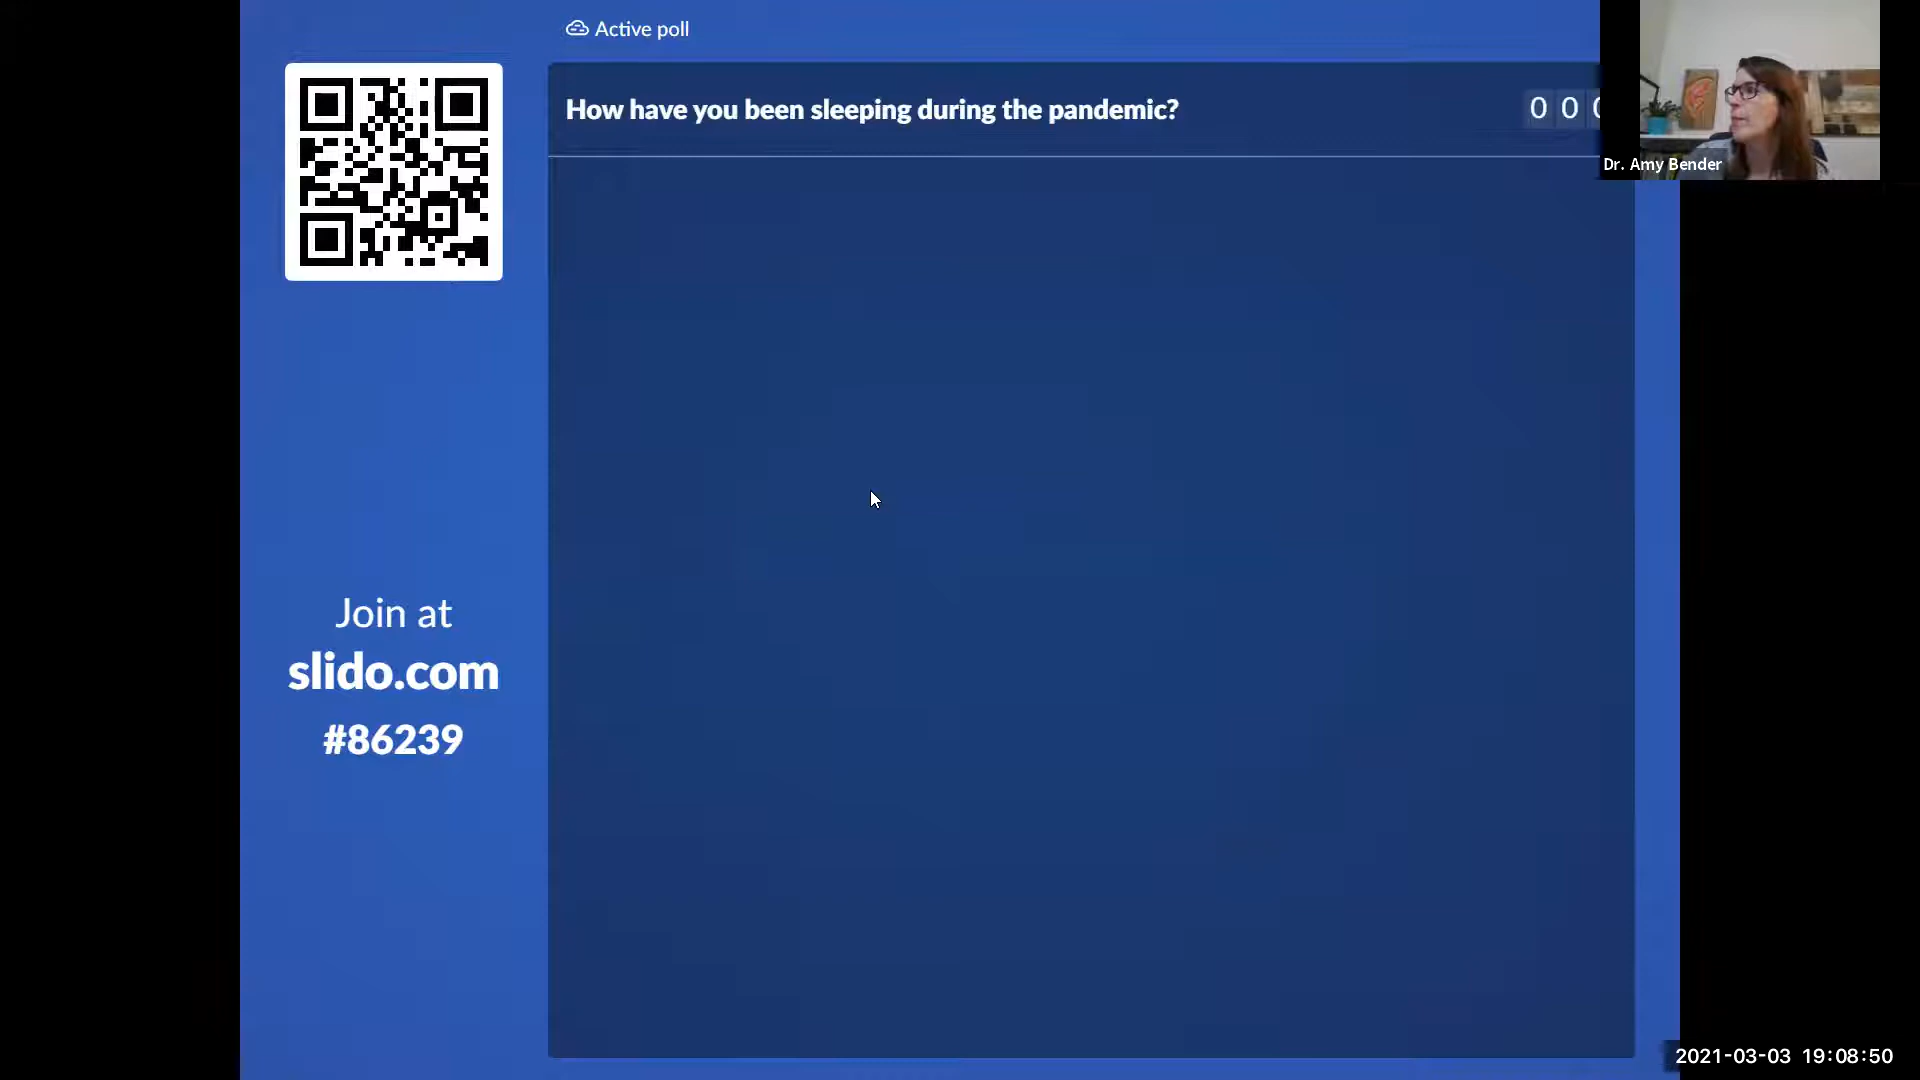 Active poll
How have you been sleeping during the pandemic?
0 0
Dr. Amy Bender
Join at
slido.com
#86239
2021-03-03 19:08:50